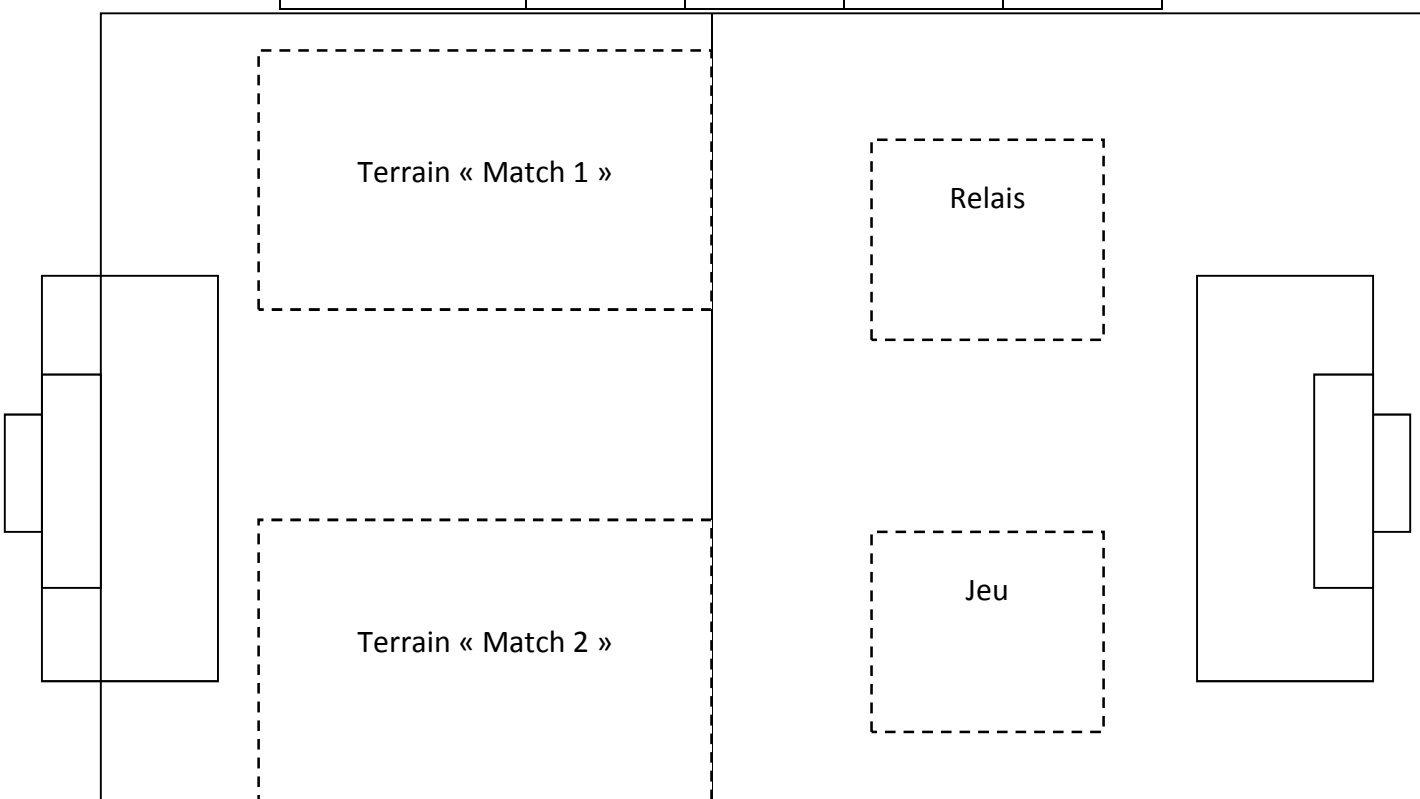 Terrain « Match 1 »
Relais
Jeu
Terrain « Match 2 »